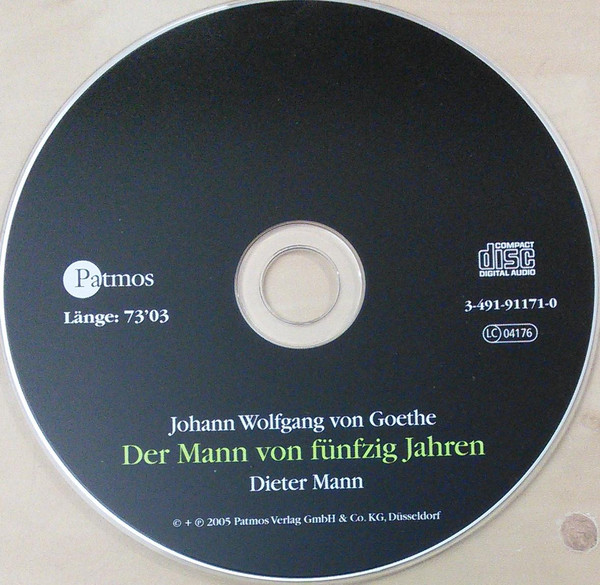 Patmos
Länge: 73'03
COMPACT
disc
DIGITAL AUDIO
3-491-91171-0
LC 04176
Johann Wolfgang von Goethe
Der Mann von fünfzig Jahren
Dieter Mann
© + ℗ 2005 Patmos Verlag GmbH & Co. KG, Düsseldorf